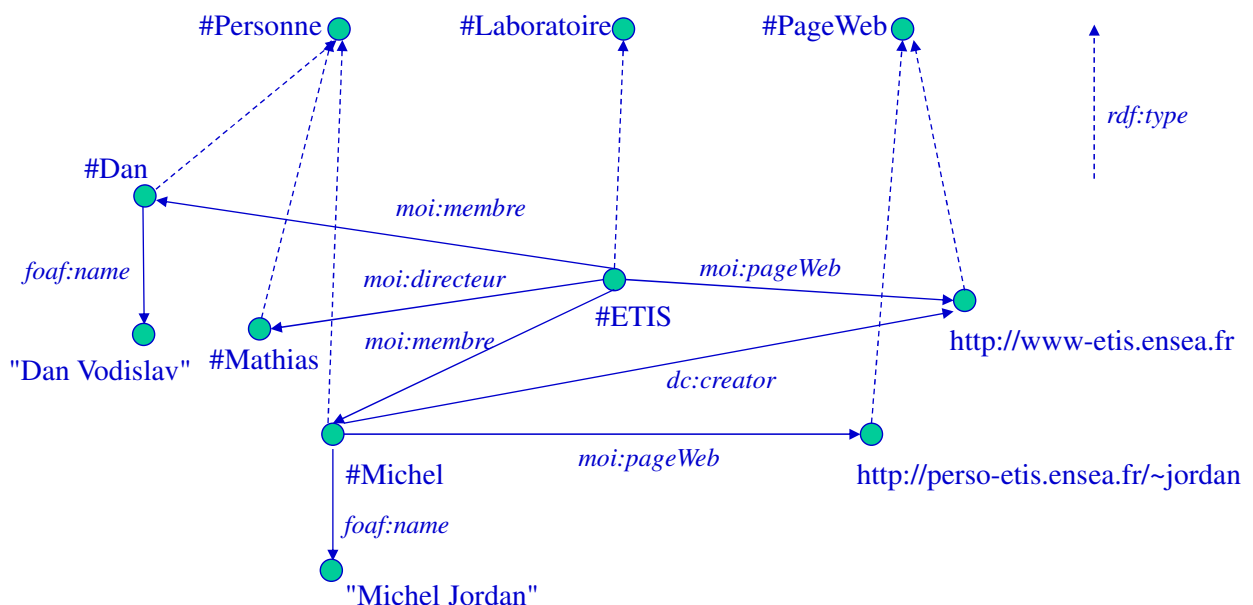 #Personne
#Laboratoire
#PageWeb
rdf:type
#Dan
moi:membre
foaf:name
moi:directeur
moi:pageWeb
#ETIS
"Dan Vodislav"
#Mathias
moi:membre
http://www-etis.ensea.fr
dc:creator
#Michel
moi:pageWeb
http://perso-etis.ensea.fr/~jordan
foaf:name
"Michel Jordan"